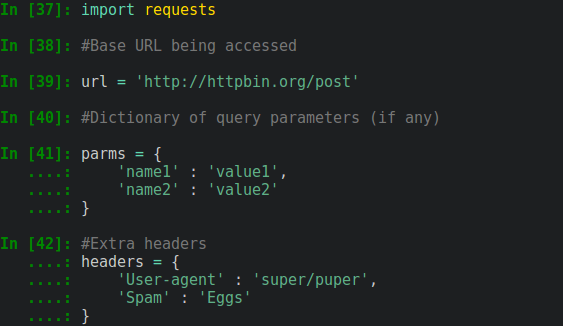 In [37]: import requests
In [38]: #Base URL being accessed
In [39]: url = 'http://httpbin.org/post'
In [40]: #Dictionary of query parameters (if any)
In [41]: parms = {
   ....:     'name1' : 'value1',
   ....:     'name2' : 'value2'
   ....: }
In [42]: #Extra headers
   ....: headers = {
   ....:     'User-agent' : 'super/puper',
   ....:     'Spam' : 'Eggs'
   ....: }